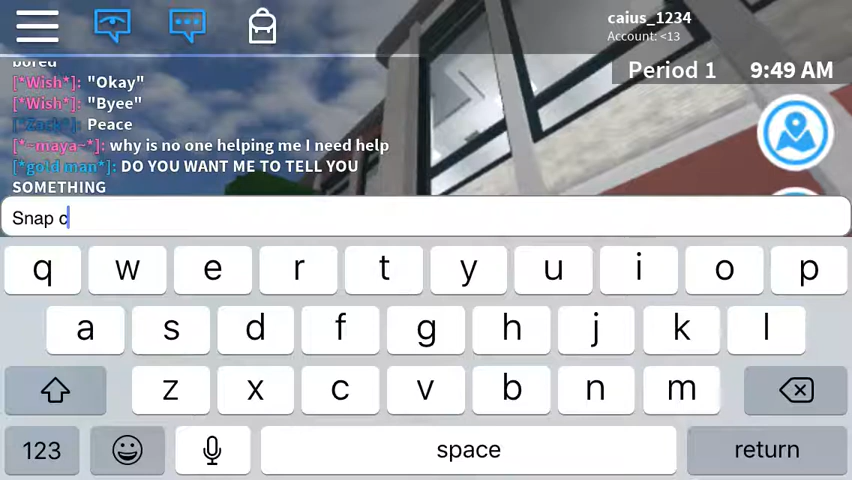 caius_1234
Account: <13
Period 1 9:49 AM
bored
[*Wish*]: "Okay"
[*Wish*]: "Byee"
[*Zack*]: Peace
[*~maya~*]: why is no one helping me I need help
[*gold man*]: DO YOU WANT ME TO TELL YOU
SOMETHING
Snap c
q w e r t y u i o p
a s d f g h j k l
z x c v b n m
123 space return